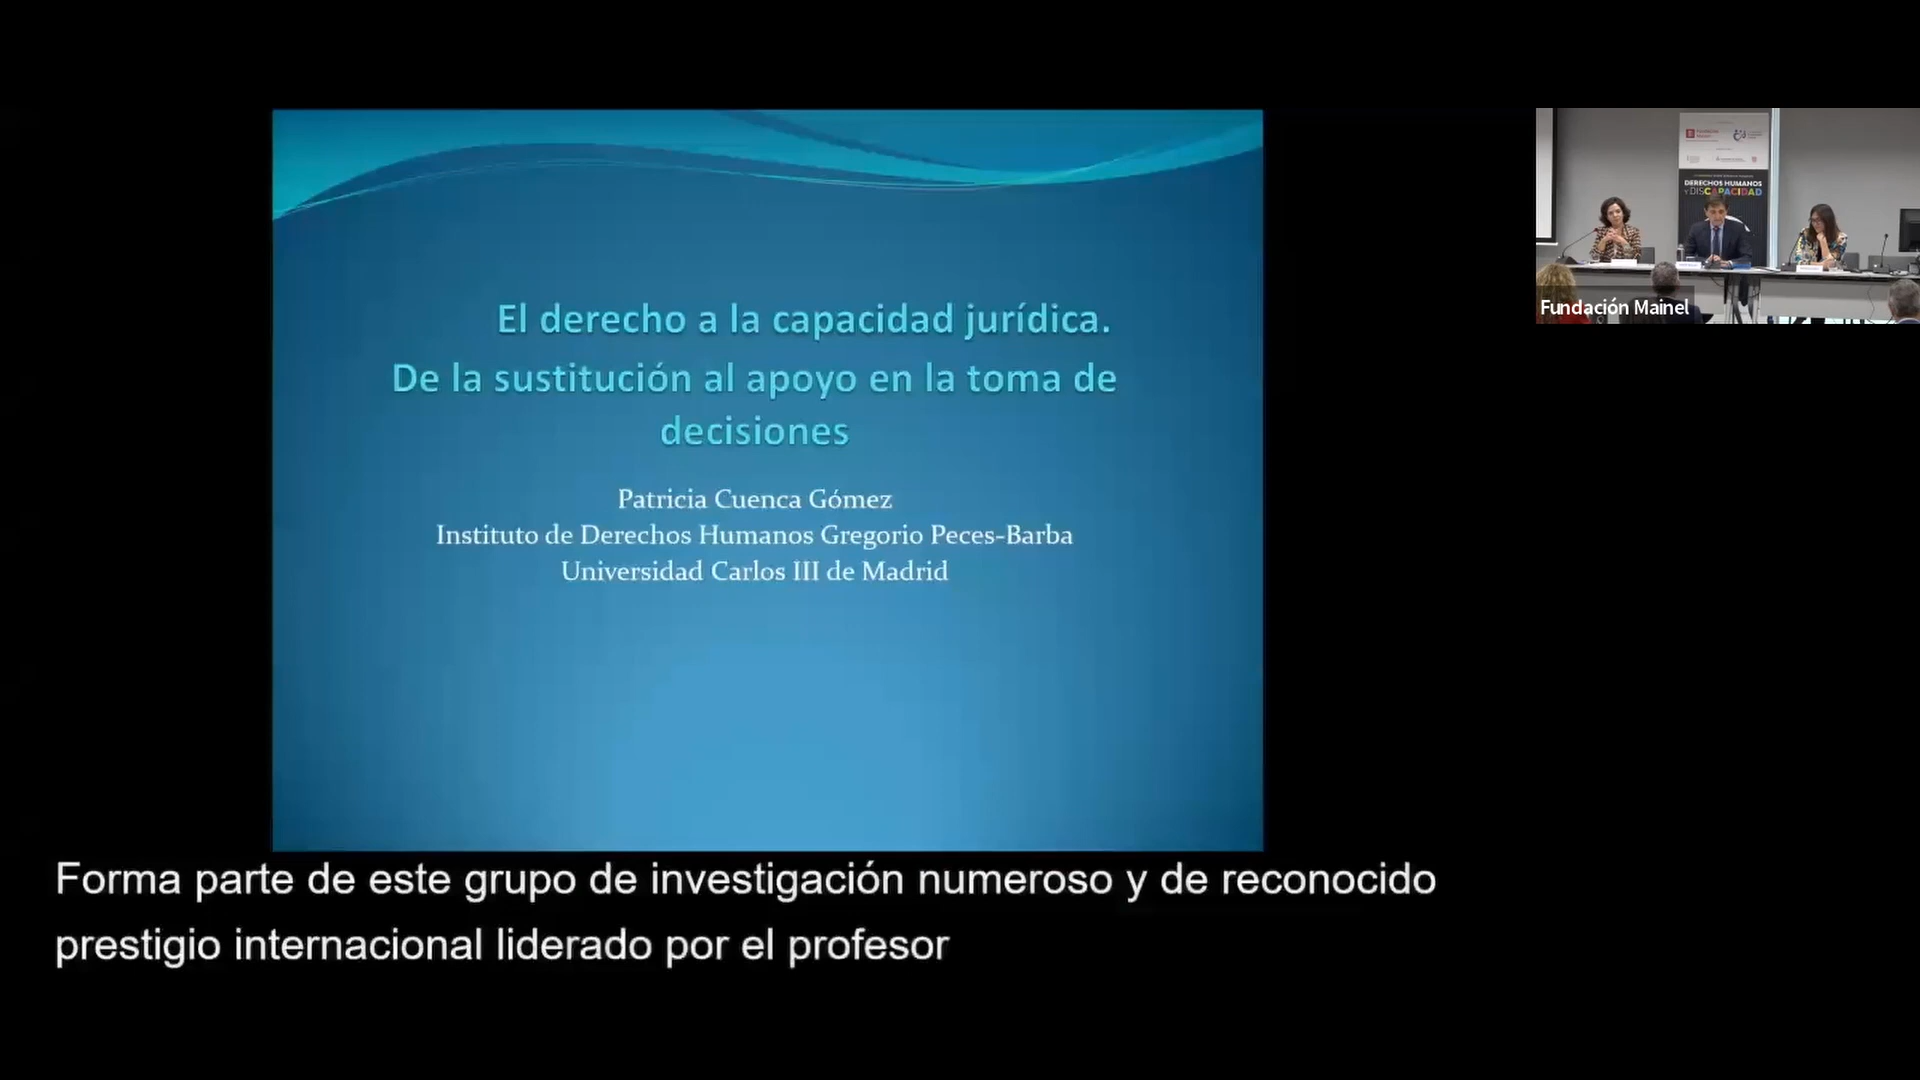 El derecho a la capacidad jurídica.
De la sustitución al apoyo en la toma de
decisiones
Patricia Cuenca Gómez
Instituto de Derechos Humanos Gregorio Peces-Barba
Universidad Carlos III de Madrid
DERECHOS HUMANOS
Y DISCAPACIDAD
Fundación Mainel
Forma parte de este grupo de investigación numeroso y de reconocido
prestigio internacional liderado por el profesor